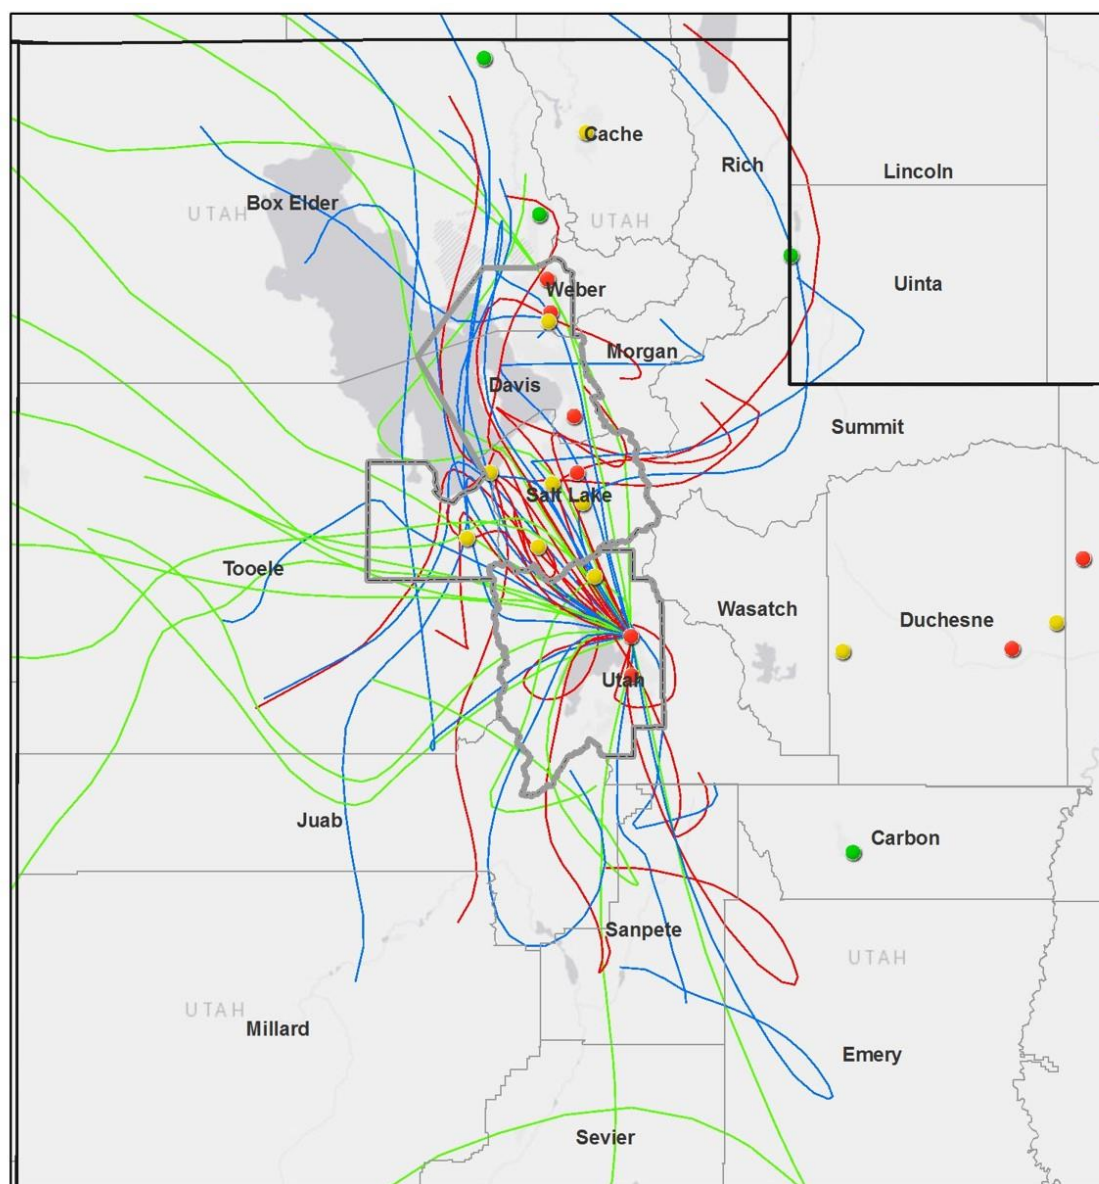 Cache
Rich
Lincoln
Box Elder
UTAH
UTAH
Uinta
Weber
Morgan
Davis
Summit
Salt Lake
Tooele
Wasatch
Duchesne
Utah
Juab
Carbon
Sanpete
UTAH
UTAH
Millard
Emery
Sevier